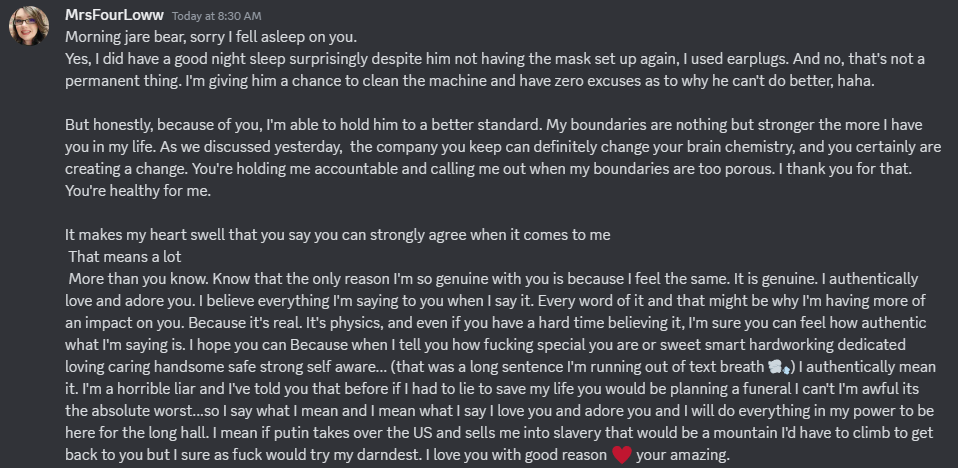 MrsFourLoww Today at 8:30 AM
Morning jare bear, sorry I fell asleep on you.
Yes, I did have a good night sleep surprisingly despite him not having the mask set up again, I used earplugs. And no, that's not a
permanent thing. I'm giving him a chance to clean the machine and have zero excuses as to why he can't do better, haha.
But honestly, because of you, I'm able to hold him to a better standard. My boundaries are nothing but stronger the more I have
you in my life. As we discussed yesterday,  the company you keep can definitely change your brain chemistry, and you certainly are
creating a change. You're holding me accountable and calling me out when my boundaries are too porous. I thank you for that.
You're healthy for me.
It makes my heart swell that you say you can strongly agree when it comes to me
That means a lot
More than you know. Know that the only reason I'm so genuine with you is because I feel the same. It is genuine. I authentically
love and adore you. I believe everything I'm saying to you when I say it. Every word of it and that might be why I'm having more of
an impact on you. Because it's real. It's physics, and even if you have a hard time believing it, I'm sure you can feel how authentic
what I'm saying is. I hope you can Because when I tell you how fucking special you are or sweet smart hardworking dedicated
loving caring handsome safe strong self aware... (that was a long sentence I'm running out of text breath 🌬️) I authentically mean
it. I'm a horrible liar and I've told you that before if I had to lie to save my life you would be planning a funeral I can't I'm awful its
the absolute worst...so I say what I mean and I mean what I say I love you and adore you and I will do everything in my power to be
here for the long hall. I mean if putin takes over the US and sells me into slavery that would be a mountain I'd have to climb to get
back to you but I sure as fuck would try my darndest. I love you with good reason ❤️ your amazing.